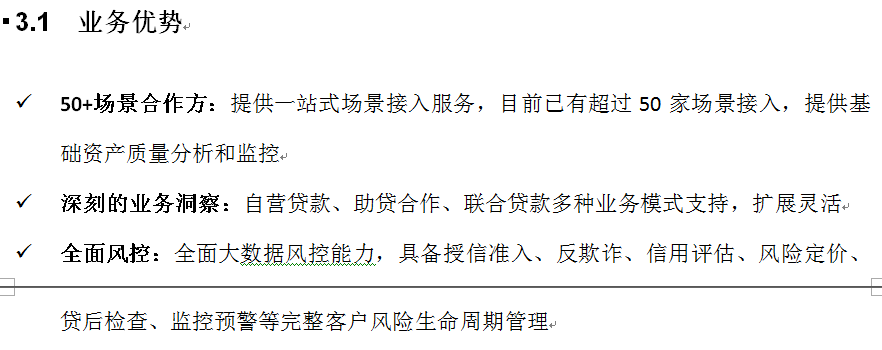 3.1 业务优势
50+场景合作方：提供一站式场景接入服务，目前已有超过 50 家场景接入，提供基
础资产质量分析和监控
深刻的业务洞察：自营贷款、助贷合作、联合贷款多种业务模式支持，扩展灵活
全面风控：全面大数据风控能力，具备授信准入、反欺诈、信用评估、风险定价、
贷后检查、监控预警等完整客户风险生命周期管理